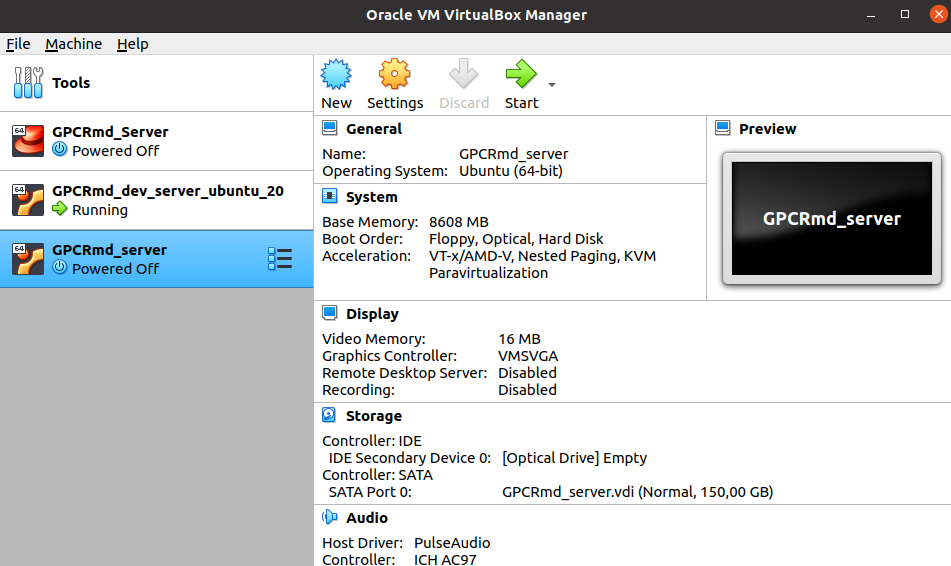 Oracle VM VirtualBox Manager
File Machine Help
Tools
64
GPCRmd_Server
Powered Off
64
GPCRmd_dev_server_ubuntu_20
Running
64
GPCRmd_server
Powered Off
New Settings Discard Start
General
Name: GPCRmd_server
Operating System: Ubuntu (64-bit)
Preview
GPCRmd_server
System
Base Memory: 8608 MB
Boot Order: Floppy, Optical, Hard Disk
Acceleration: VT-x/AMD-V, Nested Paging, KVM
Paravirtualization
Display
Video Memory: 16 MB
Graphics Controller: VMSVGA
Remote Desktop Server: Disabled
Recording: Disabled
Storage
Controller: IDE
IDE Secondary Device 0: [Optical Drive] Empty
Controller: SATA
SATA Port 0: GPCRmd_server.vdi (Normal, 150,00 GB)
Audio
Host Driver: PulseAudio
Controller: ICH AC97